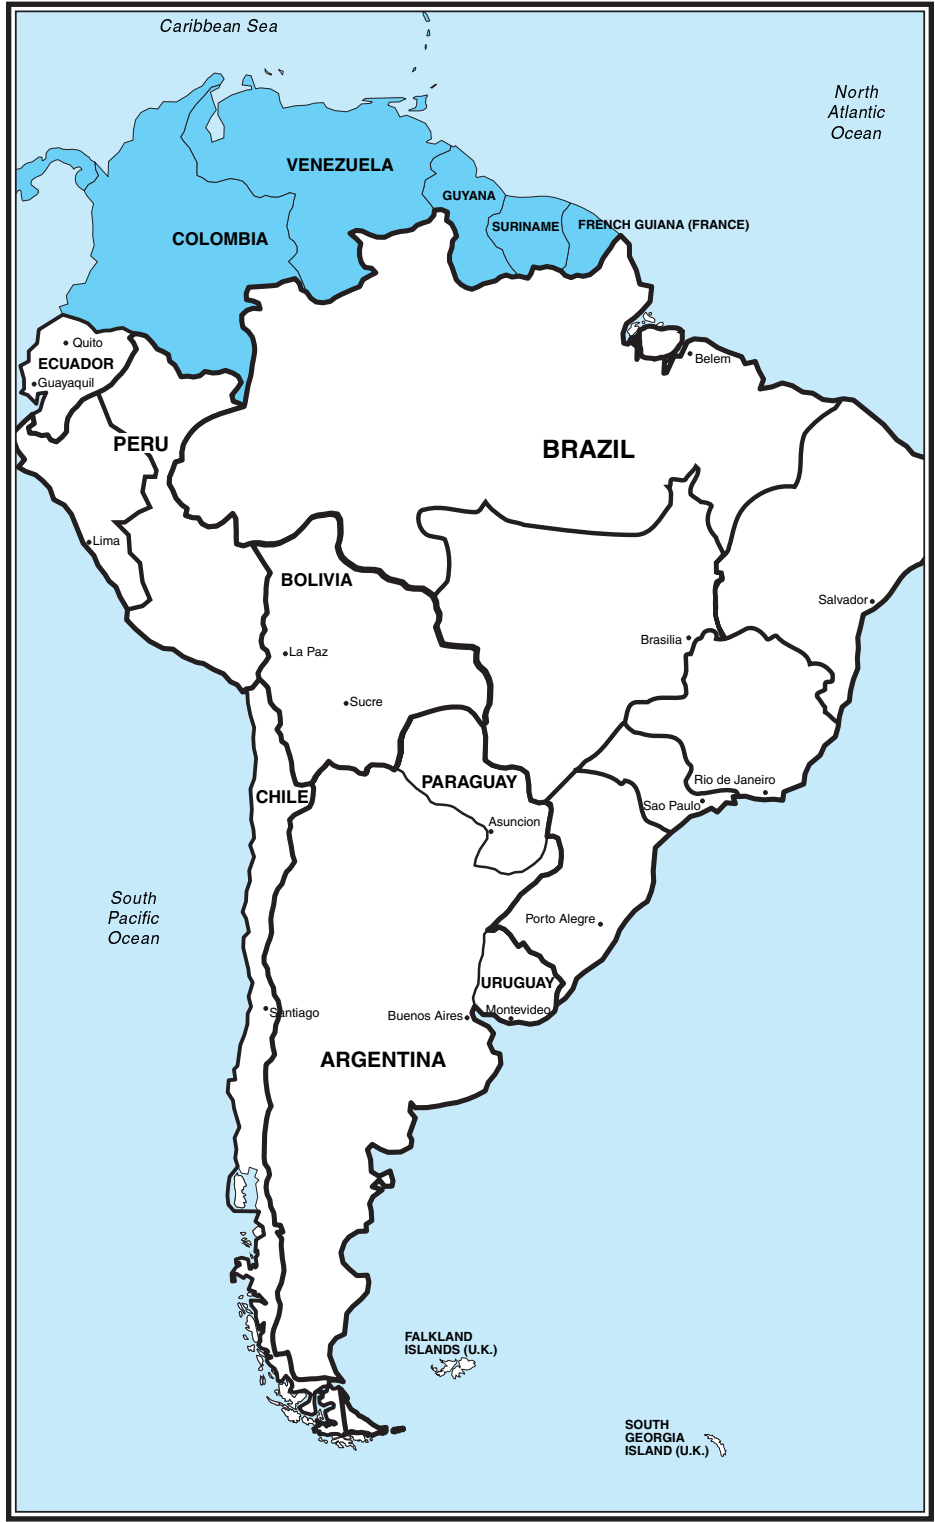 Caribbean Sea
North
Atlantic
Ocean
VENEZUELA
GUYANA
SURINAME
FRENCH GUIANA (FRANCE)
COLOMBIA
Quito
ECUADOR
Guayaquil
Belem
PERU
BRAZIL
Lima
BOLIVIA
Salvador
Brasilia
La Paz
Sucre
Rio de Janeiro
PARAGUAY
CHILE
Sao Paulo
Asuncion
South
Pacific
Ocean
Porto Alegre
URUGUAY
Santiago
Buenos Aires
Montevideo
ARGENTINA
FALKLAND
ISLANDS (U.K.)
SOUTH
GEORGIA
ISLAND (U.K.)